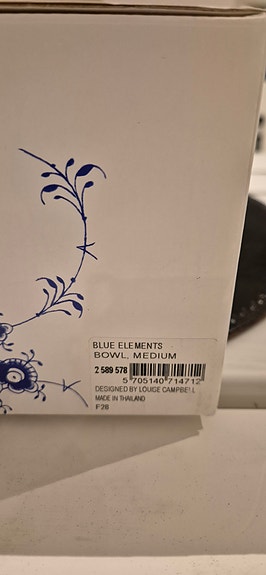 BLUE ELEMENTS
BOWL, MEDIUM
2 589 578
5 705140 714712
DESIGNED BY LOUISE CAMPBELL
MADE IN THAILAND
F28